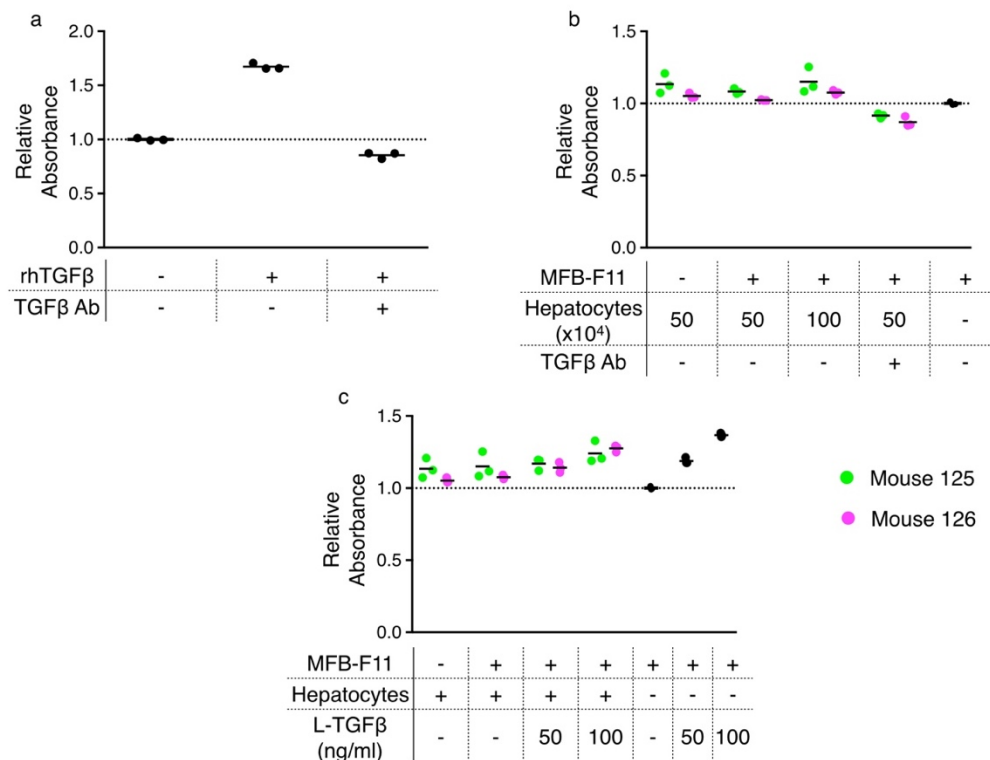 a
2.0
1.5
1.0
0.5
0.0
Relative
Absorbance
rhTGFβ - + +
TGFβ Ab - - +
b
1.5
1.0
0.5
0.0
Relative
Absorbance
MFB-F11 - + + + +
Hepatocytes
(x10⁴) 50 50 100 50 -
TGFβ Ab - - - + -
c
1.5
1.0
0.5
0.0
Relative
Absorbance
MFB-F11 - + + + + + +
Hepatocytes + + + + - - -
L-TGFβ
(ng/ml) - - 50 100 - 50 100
Mouse 125
Mouse 126